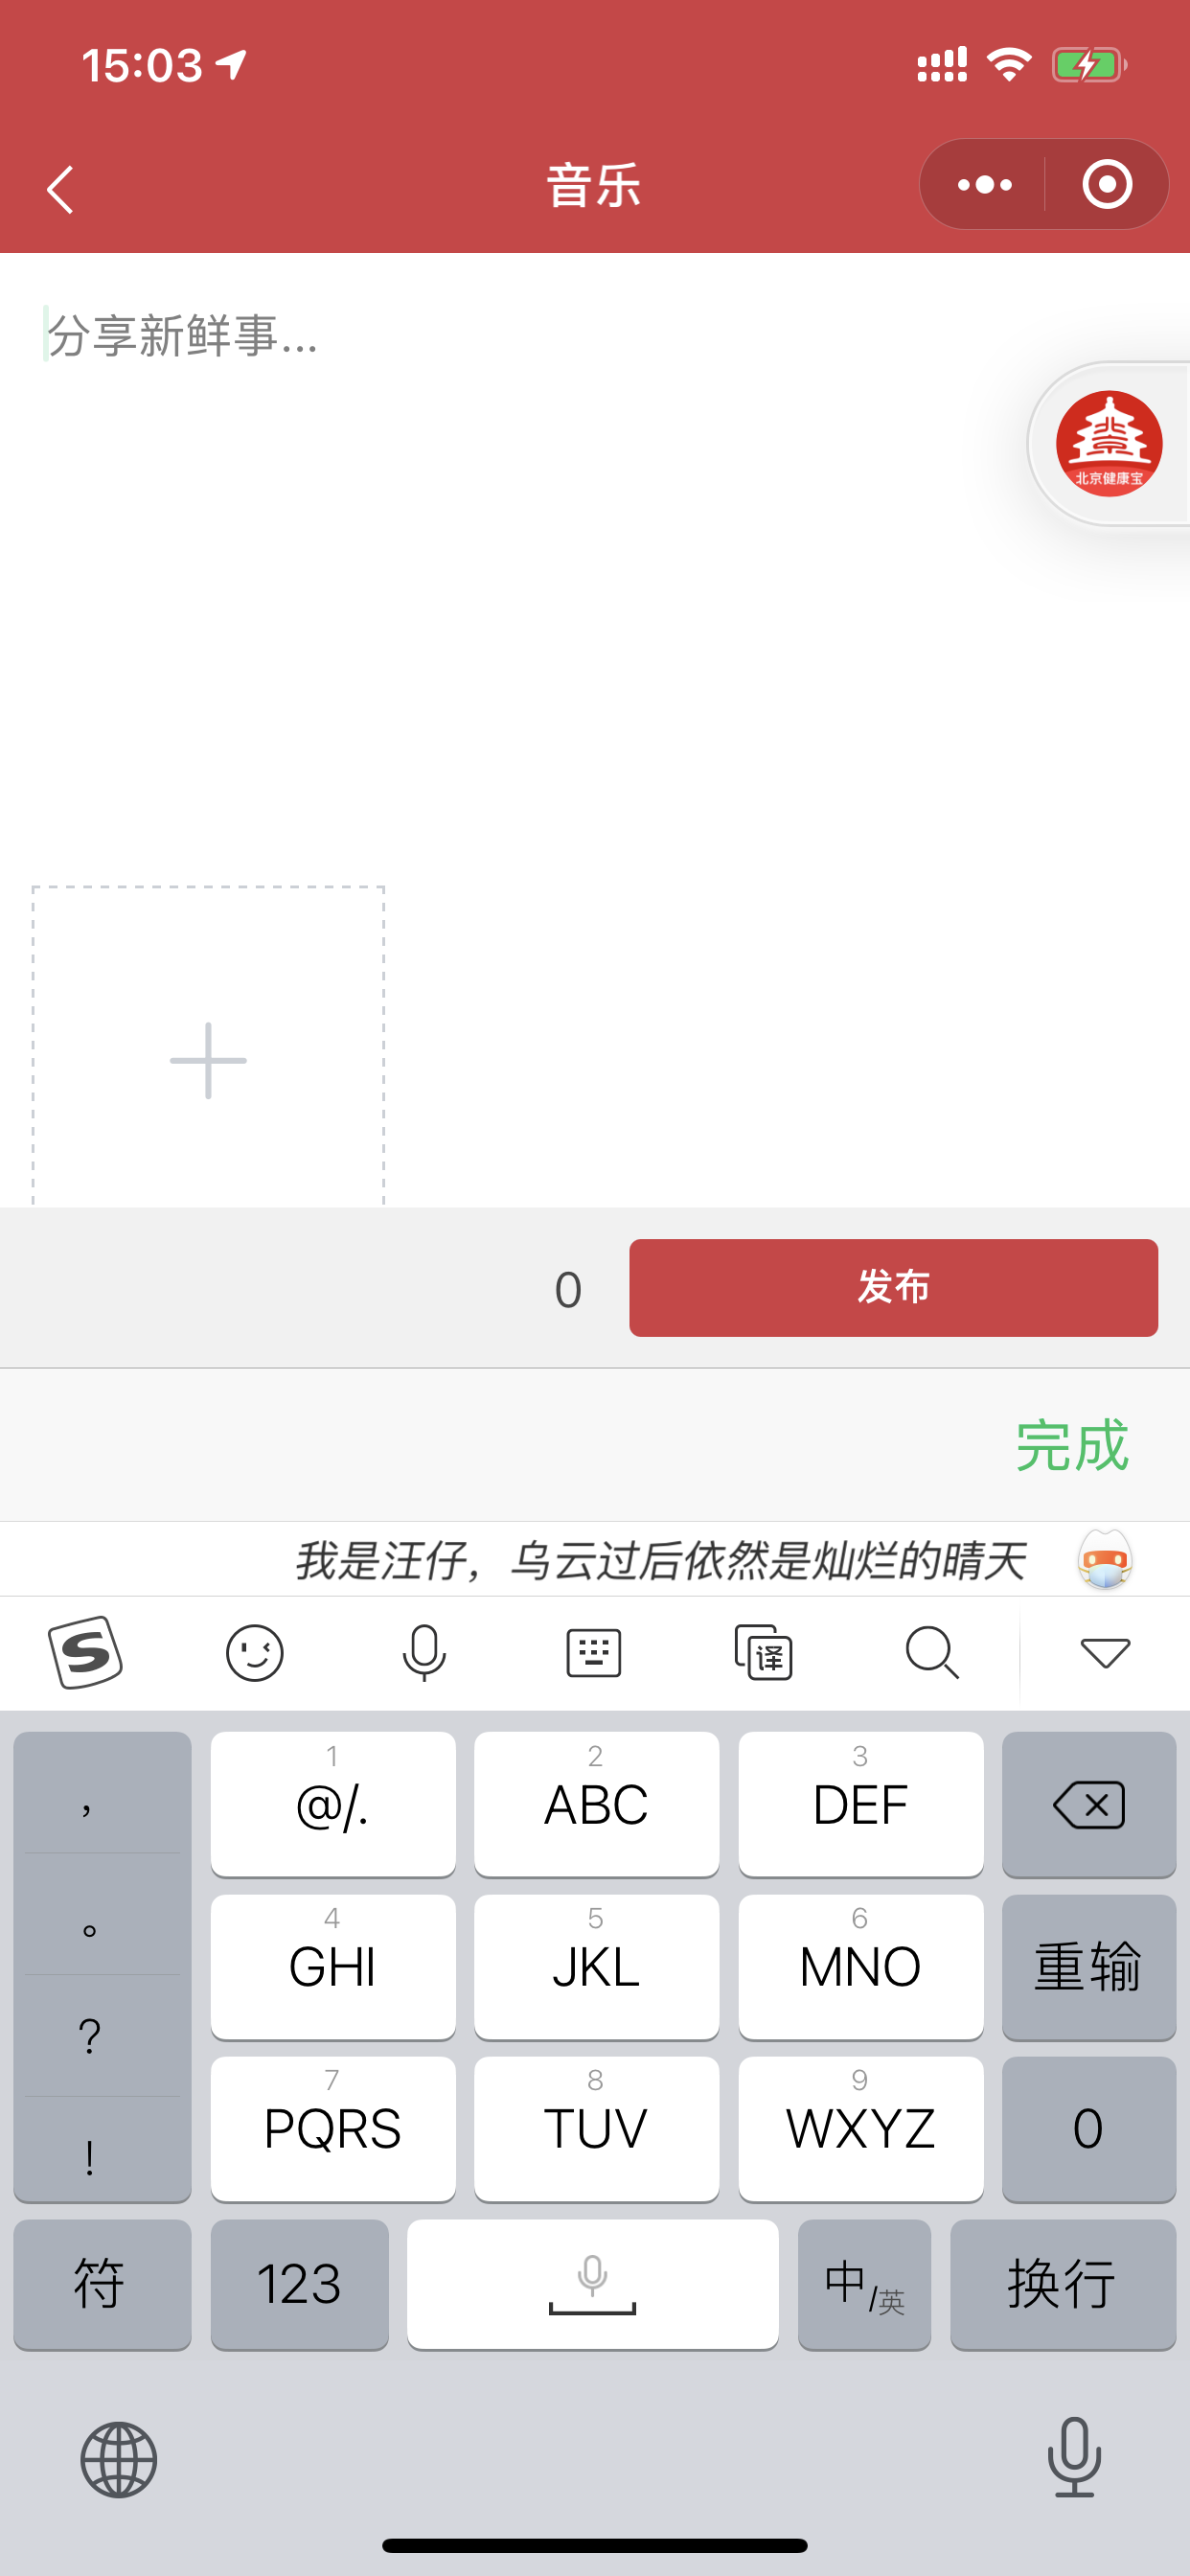 15:03
音乐
分享新鲜事...
北京健康宝
0
发布
完成
我是汪仔，乌云过后依然是灿烂的晴天
S
译
，
1
@/.
2
ABC
3
DEF
。
4
GHI
5
JKL
6
MNO
重输
?
7
PQRS
8
TUV
9
WXYZ
0
!
符
123
中/英
换行